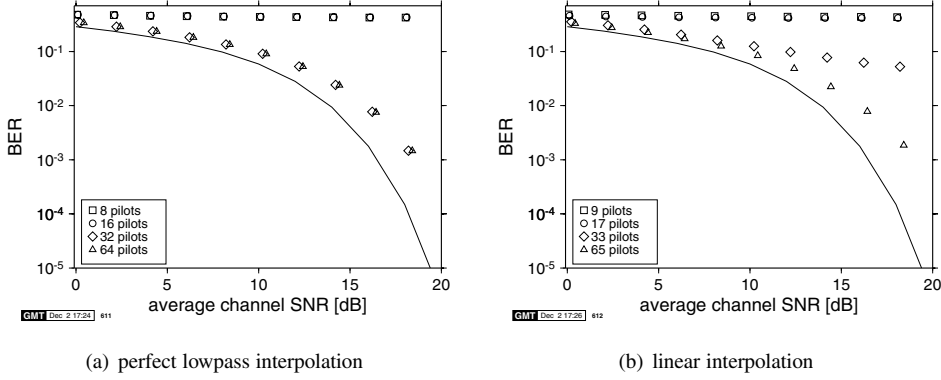 BER
10-1
10-2
10-3
10-4
10-5
8 pilots
16 pilots
32 pilots
64 pilots
0 5 10 15 20
average channel SNR [dB]
GMT Dec 2 17:24 611
(a) perfect lowpass interpolation
BER
10-1
10-2
10-3
10-4
10-5
9 pilots
17 pilots
33 pilots
65 pilots
0 5 10 15 20
average channel SNR [dB]
GMT Dec 2 17:26 612
(b) linear interpolation